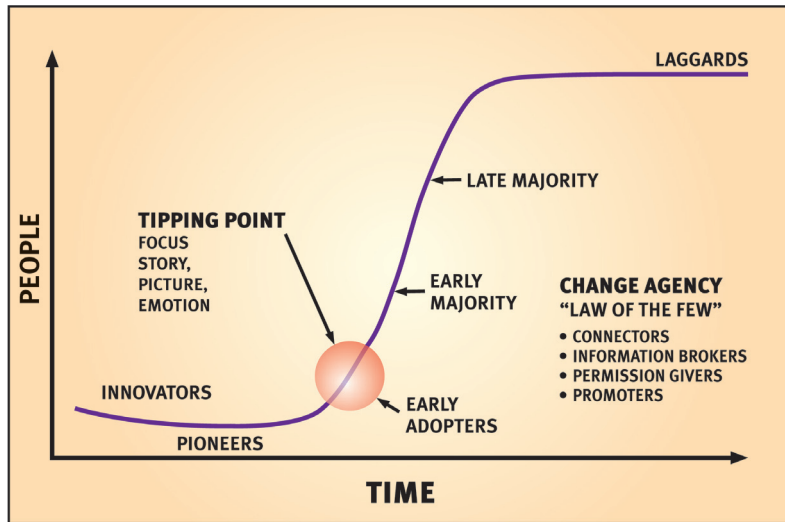 LAGGARDS
LATE MAJORITY
TIPPING POINT
FOCUS
STORY,
PICTURE,
EMOTION
PEOPLE
EARLY
MAJORITY
CHANGE AGENCY
“LAW OF THE FEW”
• CONNECTORS
• INFORMATION BROKERS
• PERMISSION GIVERS
• PROMOTERS
INNOVATORS
EARLY
ADOPTERS
PIONEERS
TIME